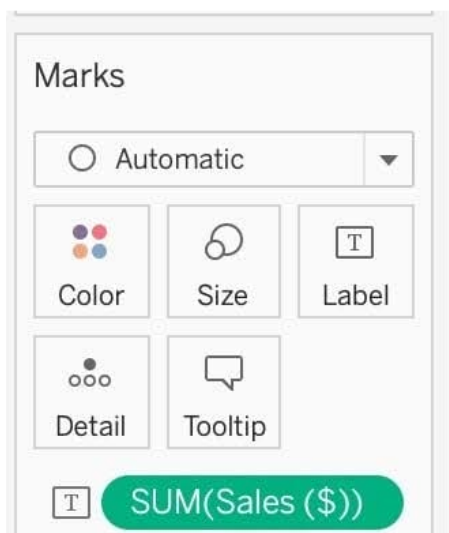 Marks
Automatic
Color Size Label
T
Detail Tooltip
T SUM(Sales ($))